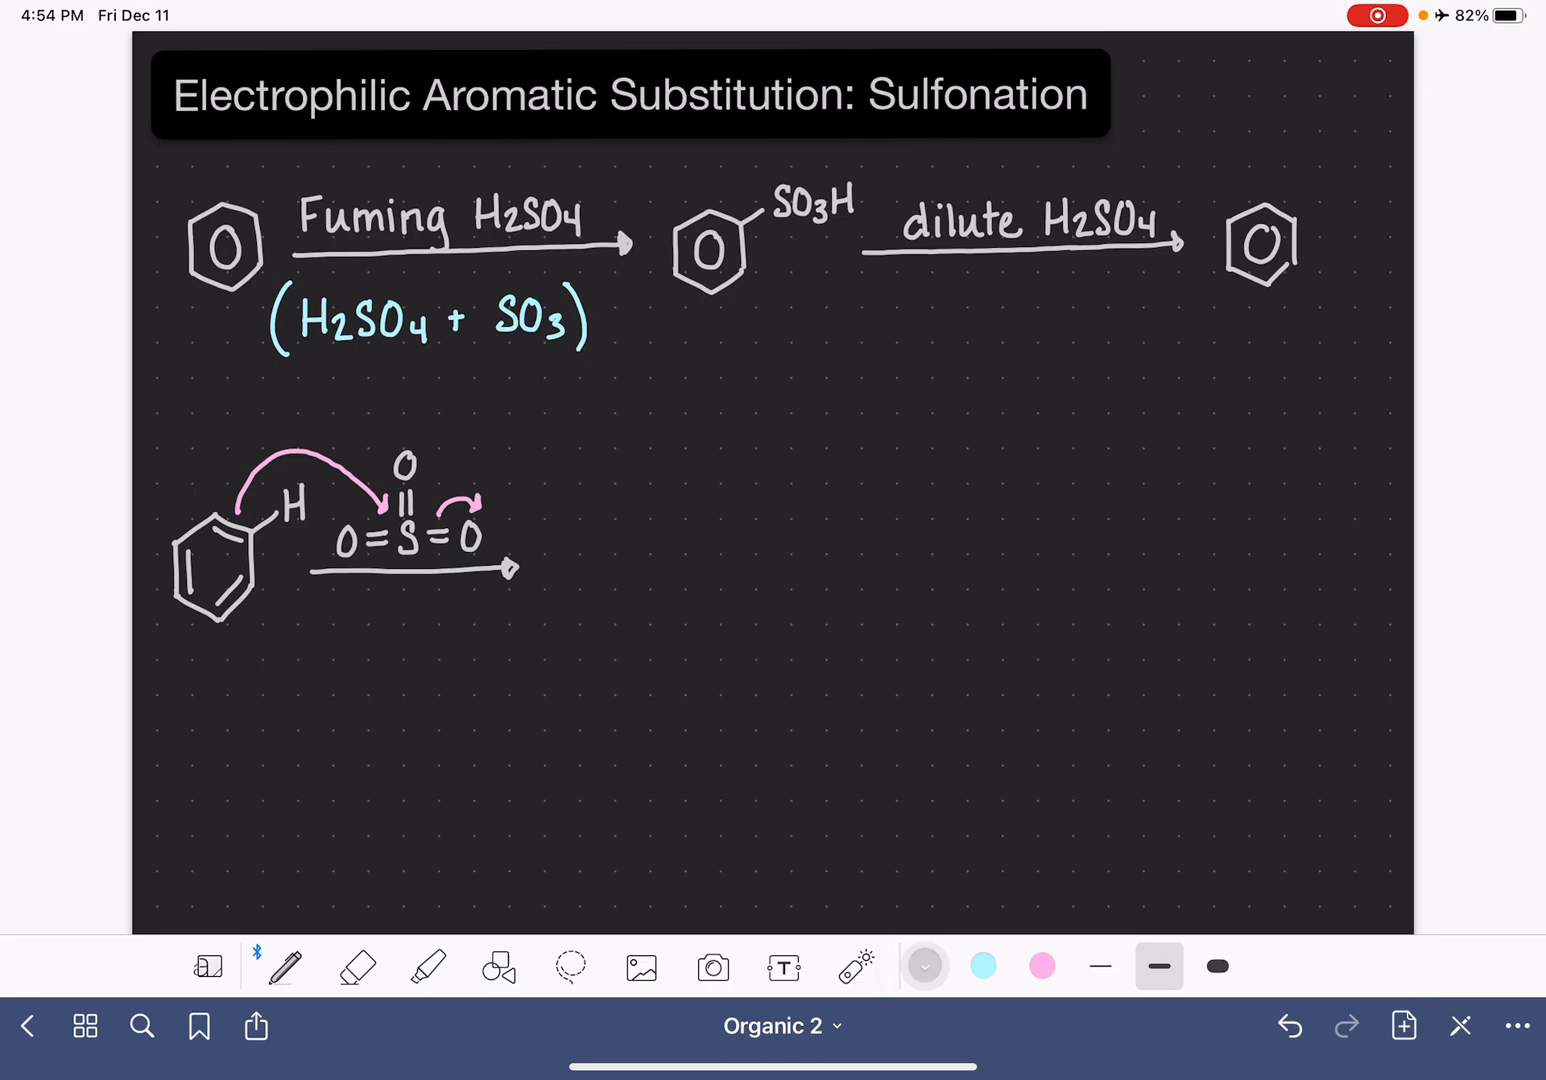 4:54 PM Fri Dec 11
82%
Electrophilic Aromatic Substitution: Sulfonation
Fuming H2SO4
SO3H
dilute H2SO4
(H2SO4 + SO3)
O
H
O=S=O
Organic 2